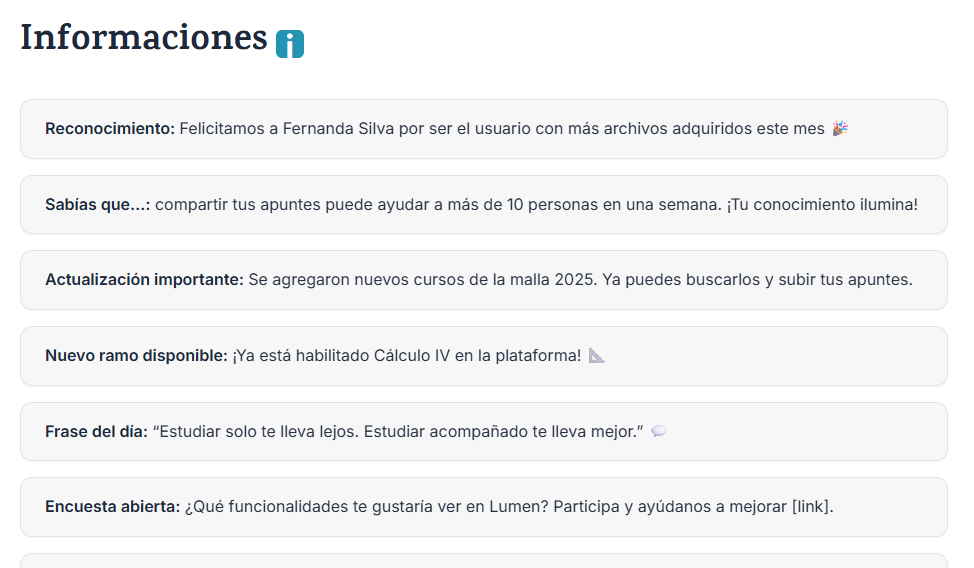 Informaciones ℹ️
Reconocimiento: Felicitamos a Fernanda Silva por ser el usuario con más archivos adquiridos este mes 🎉
Sabías que...: compartir tus apuntes puede ayudar a más de 10 personas en una semana. ¡Tu conocimiento ilumina!
Actualización importante: Se agregaron nuevos cursos de la malla 2025. Ya puedes buscarlos y subir tus apuntes.
Nuevo ramo disponible: ¡Ya está habilitado Cálculo IV en la plataforma! 📐
Frase del día: “Estudiar solo te lleva lejos. Estudiar acompañado te lleva mejor.” 💬
Encuesta abierta: ¿Qué funcionalidades te gustaría ver en Lumen? Participa y ayúdanos a mejorar [link].